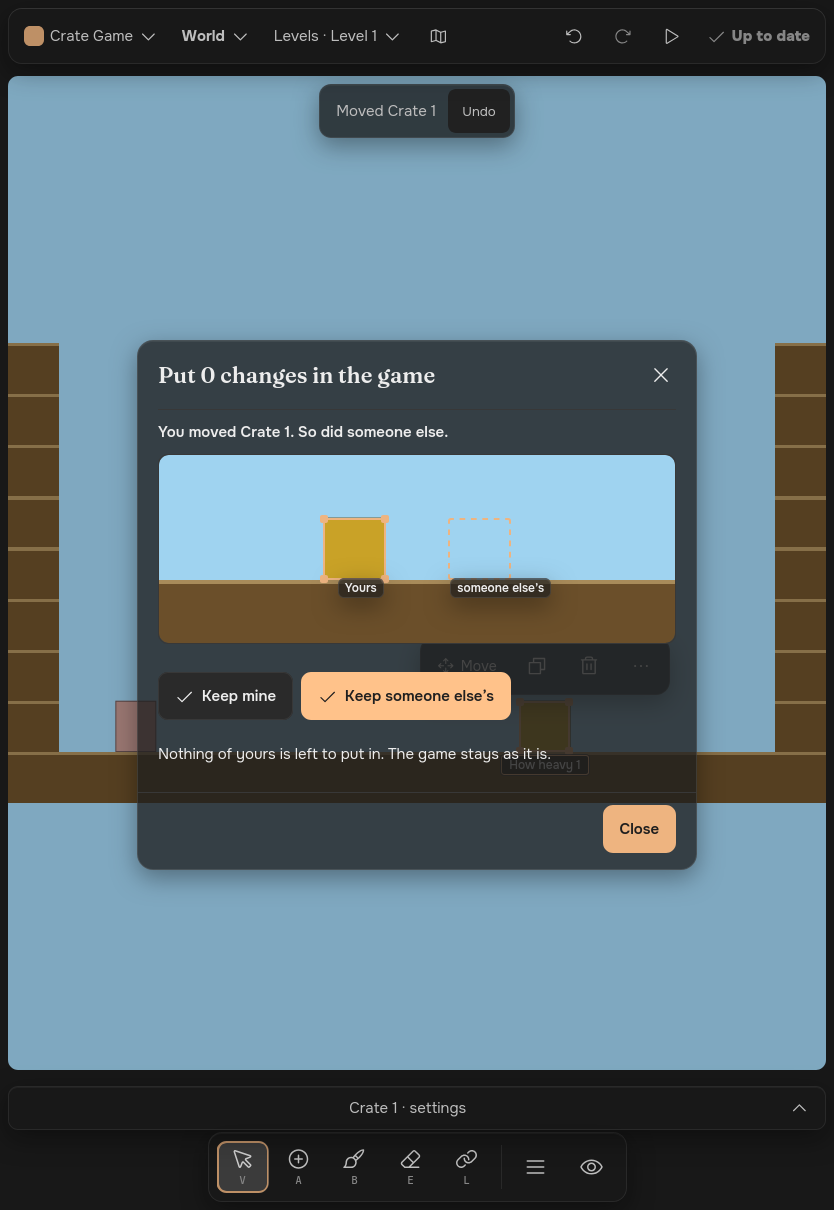 Crate Game
World
Levels · Level 1
Up to date
Moved Crate 1
Undo
Put 0 changes in the game
You moved Crate 1. So did someone else.
Yours
someone else's
Move
Keep mine
Keep someone else's
Nothing of yours is left to put in. The game stays as it is.
How heavy 1
Close
Crate 1 · settings
V
A
B
E
L